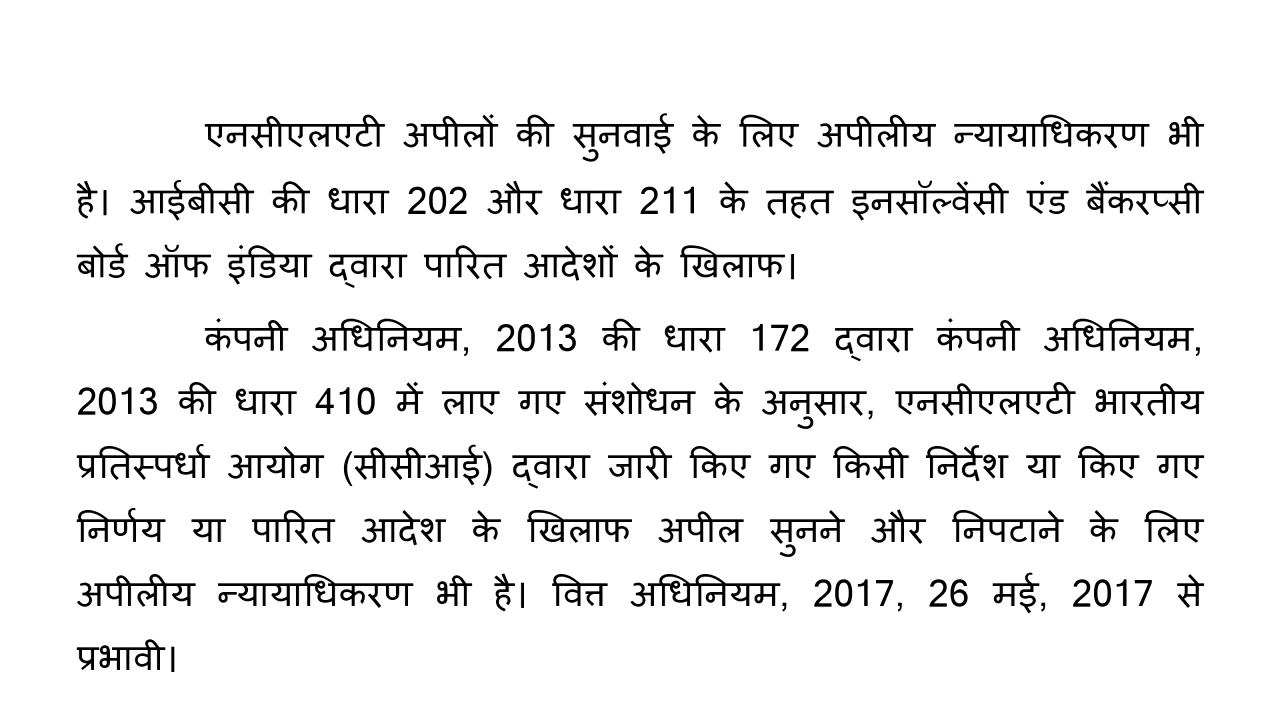 एनसीएलएटी अपीलों की सुनवाई के लिए अपीलीय न्यायाधिकरण भी
है। आईबीसी की धारा 202 और धारा 211 के तहत इनसॉल्वेंसी एंड बैंकरप्सी
बोर्ड ऑफ इंडिया द्वारा पारित आदेशों के खिलाफ।
कंपनी अधिनियम, 2013 की धारा 172 द्वारा कंपनी अधिनियम,
2013 की धारा 410 में लाए गए संशोधन के अनुसार, एनसीएलएटी भारतीय
प्रतिस्पर्धा आयोग (सीसीआई) द्वारा जारी किए गए किसी निर्देश या किए गए
निर्णय या पारित आदेश के खिलाफ अपील सुनने और निपटाने के लिए
अपीलीय न्यायाधिकरण भी है। वित्त अधिनियम, 2017, 26 मई, 2017 से
प्रभावी।